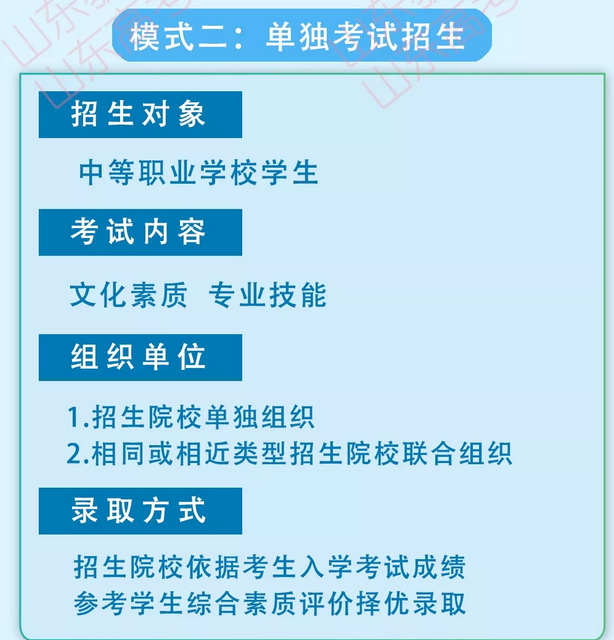 模式二：单独考试招生
招生对象
中等职业学校学生
考试内容
文化素质 专业技能
组织单位
1.招生院校单独组织
2.相同或相近类型招生院校联合组织
录取方式
招生院校依据考生入学考试成绩
参考学生综合素质评价择优录取